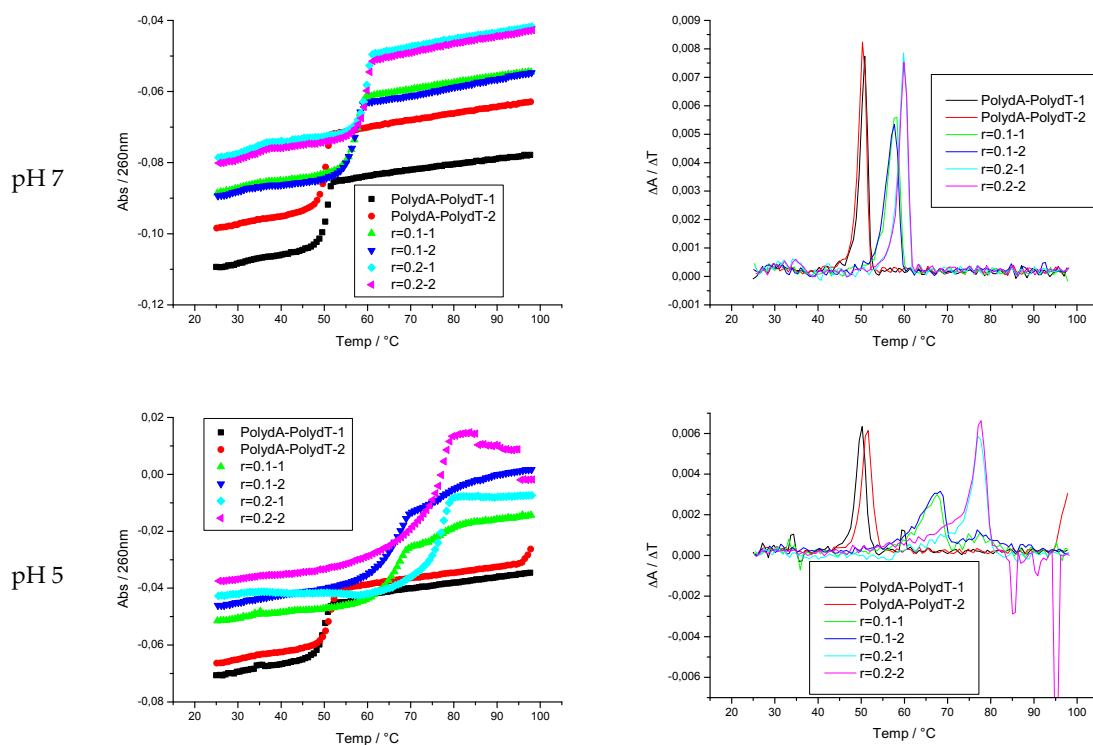 pH 7
Abs / 260nm
-0,04
-0,06
-0,08
-0,10
-0,12
PolydA-PolydT-1
PolydA-PolydT-2
r=0.1-1
r=0.1-2
r=0.2-1
r=0.2-2
20 30 40 50 60 70 80 90 100
Temp / °C
ΔA / ΔT
0,009
0,008
0,007
0,006
0,005
0,004
0,003
0,002
0,001
0,000
-0,001
PolydA-PolydT-1
PolydA-PolydT-2
r=0.1-1
r=0.1-2
r=0.2-1
r=0.2-2
20 30 40 50 60 70 80 90 100
Temp / °C
pH 5
Abs / 260nm
0,02
0,00
-0,02
-0,04
-0,06
-0,08
PolydA-PolydT-1
PolydA-PolydT-2
r=0.1-1
r=0.1-2
r=0.2-1
r=0.2-2
20 30 40 50 60 70 80 90 100
Temp / °C
ΔA / ΔT
0,006
0,004
0,002
0,000
-0,002
-0,004
-0,006
PolydA-PolydT-1
PolydA-PolydT-2
r=0.1-1
r=0.1-2
r=0.2-1
r=0.2-2
20 30 40 50 60 70 80 90 100
Temp / °C